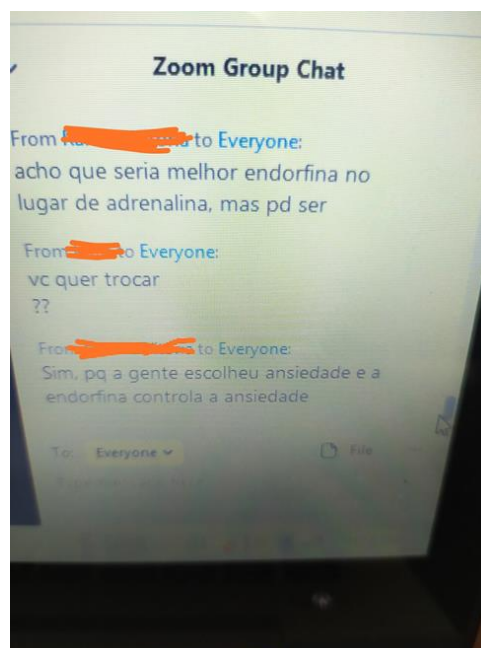 Zoom Group Chat
From to Everyone:
acho que seria melhor endorfina no
lugar de adrenalina, mas pd ser
From to Everyone:
vc quer trocar
??
From to Everyone:
Sim, pq a gente escolheu ansiedade e a
endorfina controla a ansiedade
To: Everyone
File